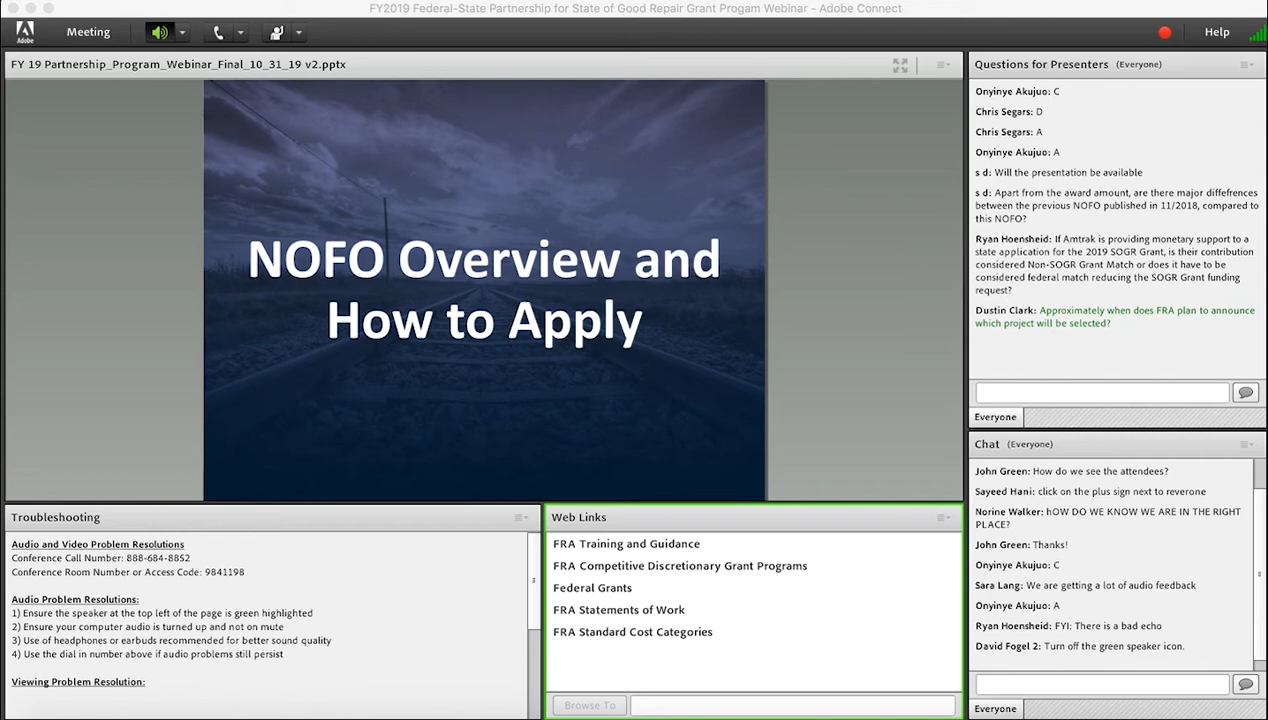 FY2019 Federal-State Partnership for State of Good Repair Grant Progam Webinar - Adobe Connect
Adobe
Meeting
Help
FY 19 Partnership_Program_Webinar_Final_10_31_19 v2.pptx
NOFO Overview and
How to Apply
Questions for Presenters (Everyone)
Onyinye Akujuo: C
Chris Segars: D
Chris Segars: A
Onyinye Akujuo: A
s d: Will the presentation be available
s d: Apart from the award amount, are there major diffefrences
between the previous NOFO published in 11/2018, compared to
this NOFO?
Ryan Hoensheid: If Amtrak is providing monetary support to a
state application for the 2019 SOGR Grant, is their contribution
considered Non-SOGR Grant Match or does it have to be
considered federal match reducing the SOGR Grant funding
request?
Dustin Clark: Approximately when does FRA plan to announce
which project will be selected?
Everyone
Chat (Everyone)
John Green: How do we see the attendees?
Sayeed Hani: click on the plus sign next to reverone
Norine Walker: hOW DO WE KNOW WE ARE IN THE RIGHT
PLACE?
John Green: Thanks!
Onyinye Akujuo: C
Sara Lang: We are getting a lot of audio feedback
Onyinye Akujuo: A
Ryan Hoensheid: FYI: There is a bad echo
David Fogel 2: Turn off the green speaker icon.
Everyone
Troubleshooting
Audio and Video Problem Resolutions
Conference Call Number: 888-684-8852
Conference Room Number or Access Code: 9841198
Audio Problem Resolutions:
1) Ensure the speaker at the top left of the page is green highlighted
2) Ensure your computer audio is turned up and not on mute
3) Use of headphones or earbuds recommended for better sound quality
4) Use the dial in number above if audio problems still persist
Viewing Problem Resolution:
Web Links
FRA Training and Guidance
FRA Competitive Discretionary Grant Programs
Federal Grants
FRA Statements of Work
FRA Standard Cost Categories
Browse To